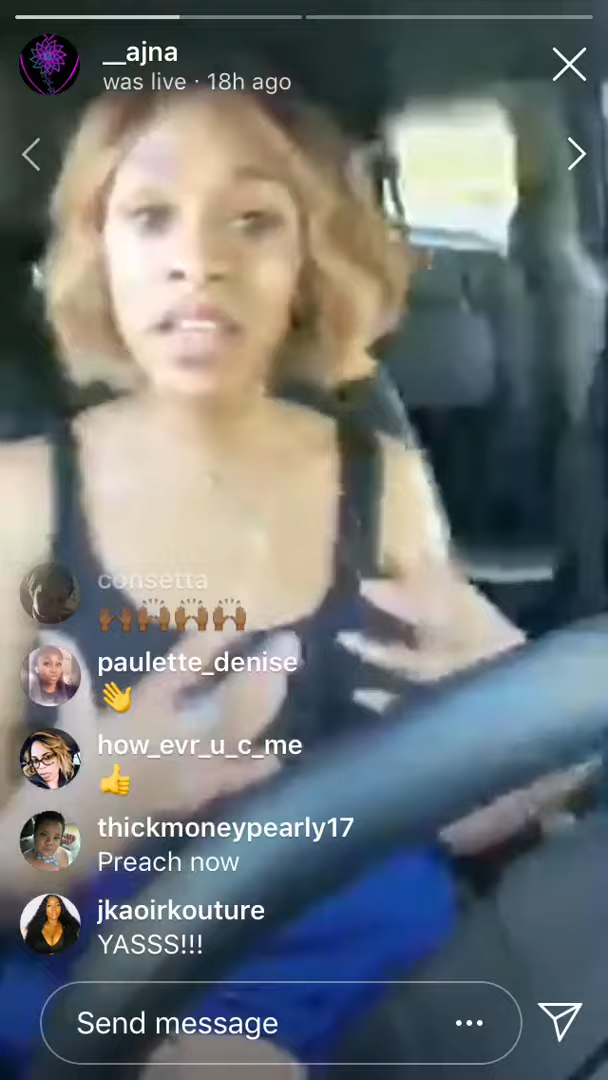 __ajna
was live · 18h ago
consetta
🙌🏾🙌🏾🙌🏾🙌🏾
paulette_denise
👋
how_evr_u_c_me
👍
thickmoneypearly17
Preach now
jkaoirkouture
YASSS!!!
Send message